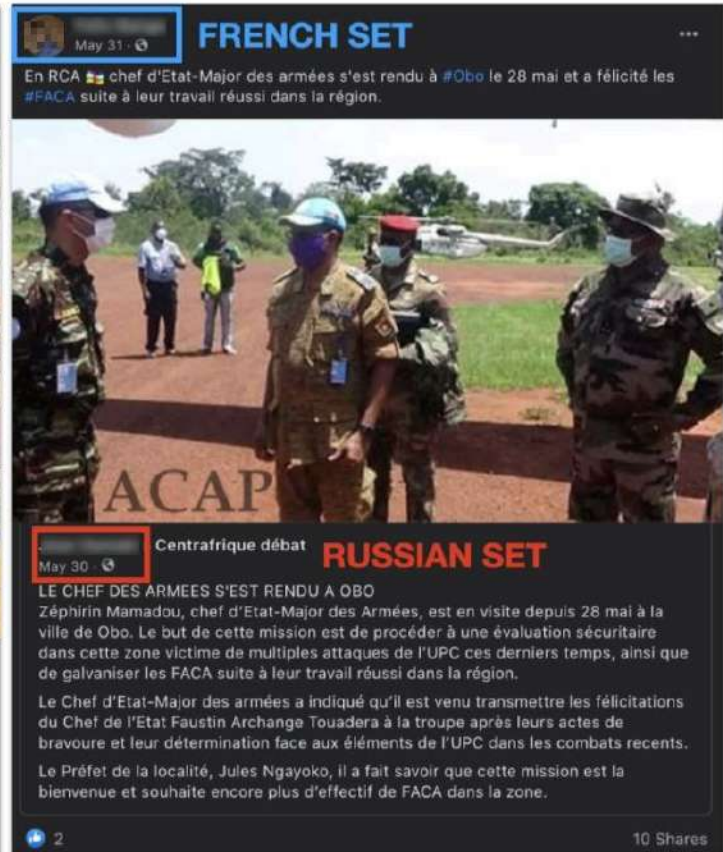 FRENCH SET
May 31 ·
En RCA 🇨🇫 chef d'Etat-Major des armées s'est rendu à #Obo le 28 mai et a félicité les
#FACA suite à leur travail réussi dans la région.
ACAP
Centrafrique débat
RUSSIAN SET
May 30 ·
LE CHEF DES ARMEES S'EST RENDU A OBO
Zéphirin Mamadou, chef d'Etat-Major des Armées, est en visite depuis 28 mai à la
ville de Obo. Le but de cette mission est de procéder à une évaluation sécuritaire
dans cette zone victime de multiples attaques de l'UPC ces derniers temps, ainsi que
de galvaniser les FACA suite à leur travail réussi dans la région.
Le Chef d'Etat-Major des armées a indiqué qu'il est venu transmettre les félicitations
du Chef de l'Etat Faustin Archange Touadera à la troupe après leurs actes de
bravoure et leur détermination face aux éléments de l'UPC dans les combats recents.
Le Préfet de la localité, Jules Ngayoko, il a fait savoir que cette mission est la
bienvenue et souhaite encore plus d'effectif de FACA dans la zone.
2
10 Shares